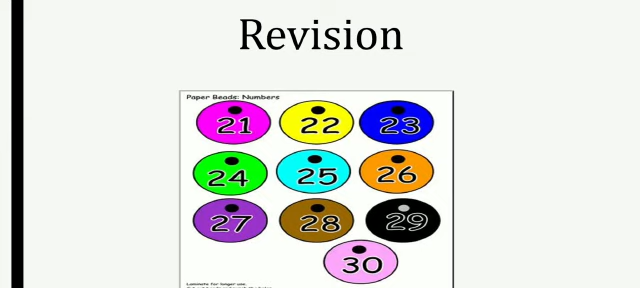 Revision
Paper Beads: Numbers
21 22 23
24 25 26
27 28 29
30
Laminate for longer use.